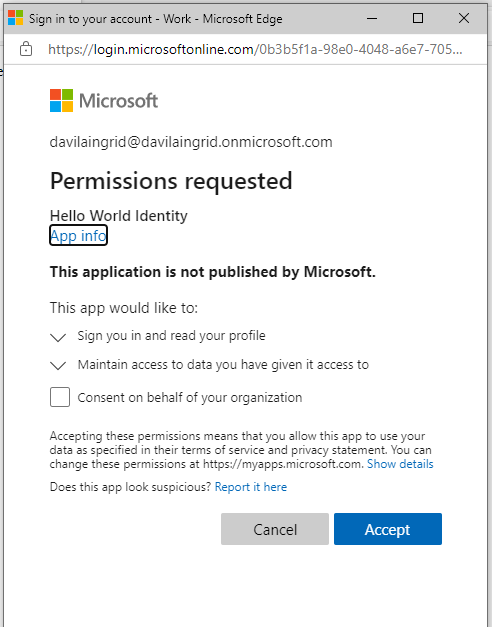 Sign in to your account - Work - Microsoft Edge
https://login.microsoftonline.com/0b3b5f1a-98e0-4048-a6e7-705...
Microsoft
davilaingrid@davilaingrid.onmicrosoft.com
Permissions requested
Hello World Identity
App info
This application is not published by Microsoft.
This app would like to:
Sign you in and read your profile
Maintain access to data you have given it access to
Consent on behalf of your organization
Accepting these permissions means that you allow this app to use your
data as specified in their terms of service and privacy statement. You can
change these permissions at https://myapps.microsoft.com. Show details
Does this app look suspicious? Report it here
Cancel
Accept